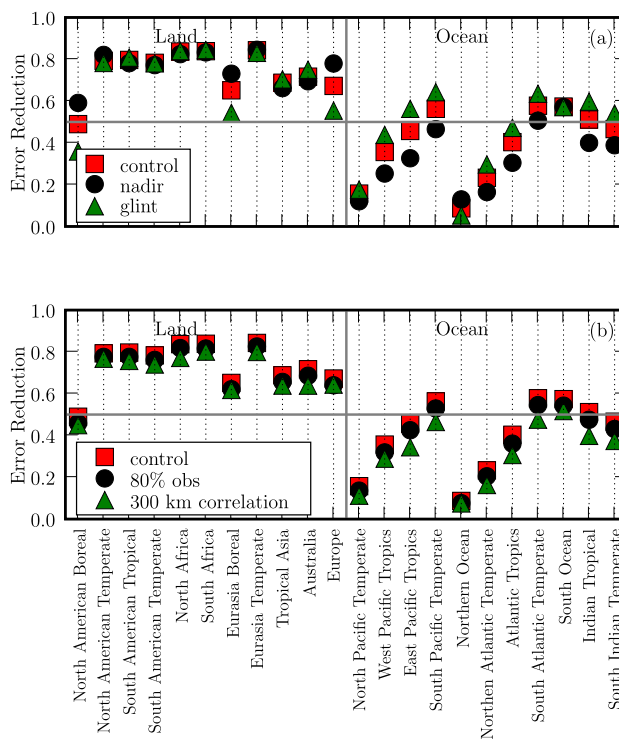 1.0
Land
Ocean
(a)
0.8
0.6
0.4
0.2
0.0
Error Reduction
control
nadir
glint
1.0
Land
Ocean
(b)
0.8
0.6
0.4
0.2
0.0
Error Reduction
control
80% obs
300 km correlation
North American Boreal
North American Temperate
South American Tropical
South American Temperate
North Africa
South Africa
Eurasia Boreal
Eurasia Temperate
Tropical Asia
Australia
Europe
North Pacific Temperate
West Pacific Tropics
East Pacific Tropics
South Pacific Temperate
Northern Ocean
Northen Atlantic Temperate
Atlantic Tropics
South Atlantic Temperate
South Ocean
Indian Tropical
South Indian Temperate